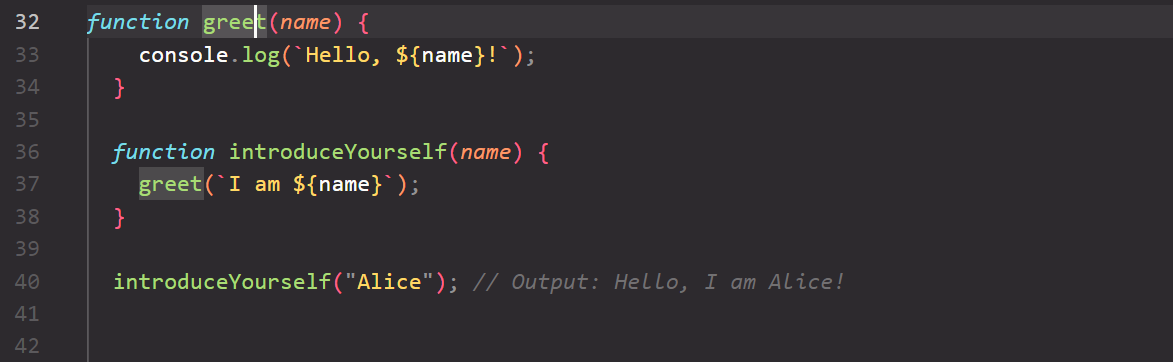 32 function greet(name) {
33 console.log(`Hello, ${name}!`);
34 }
35
36 function introduceYourself(name) {
37 greet(`I am ${name}`);
38 }
39
40 introduceYourself("Alice"); // Output: Hello, I am Alice!
41
42